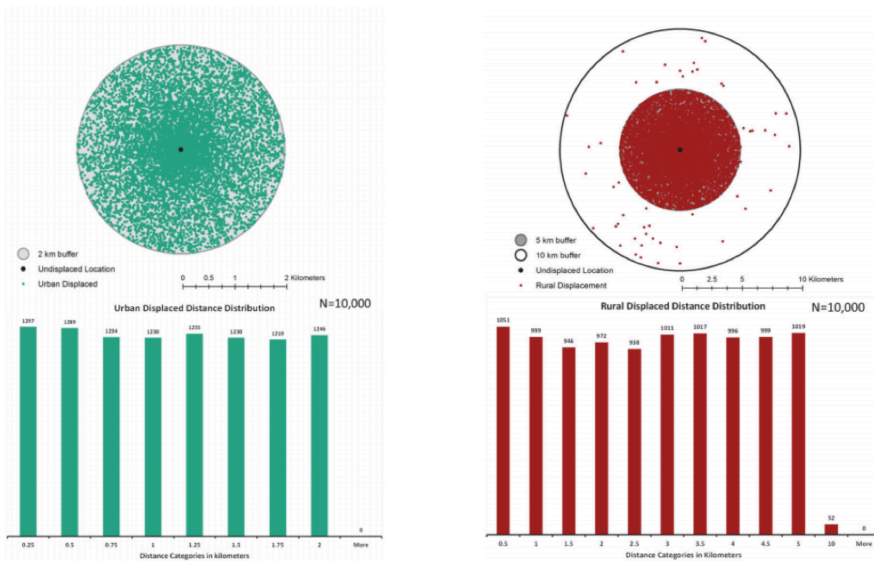 2 km buffer
Undisplaced Location
Urban Displaced
0 0.5 1 2 Kilometers
Urban Displaced Distance Distribution
N=10,000
1297 1289 1234 1230 1255 1230 1219 1246 0
0.25 0.5 0.75 1 1.25 1.5 1.75 2 More
Distance Categories in kilometers
5 km buffer
10 km buffer
Undisplaced Location
Rural Displacement
0 2.5 5 10 Kilometers
Rural Displaced Distance Distribution
N=10,000
1051 999 946 972 938 1011 1017 996 999 1019 52 0
0.5 1 1.5 2 2.5 3 3.5 4 4.5 5 10 More
Distance Categories in Kilometers